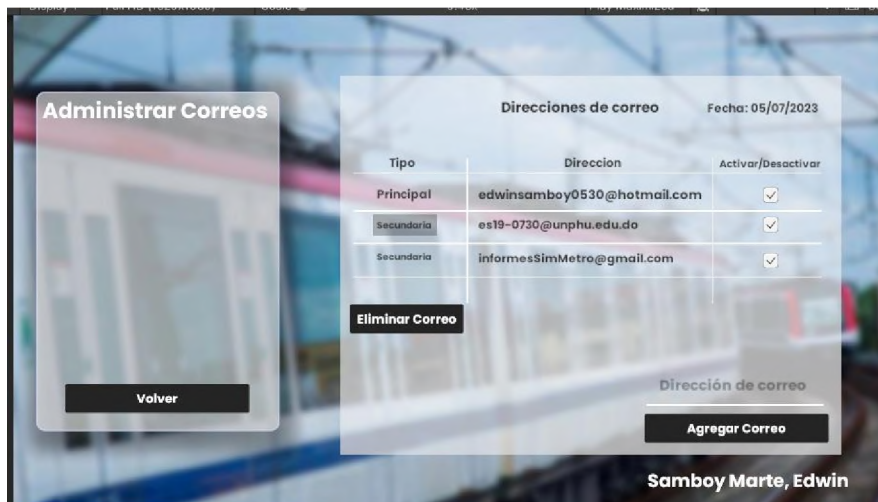 Administrar Correos
Direcciones de correo Fecha: 05/07/2023
Tipo Direccion Activar/Desactivar
Principal edwinsamboy0530@hotmail.com
Secundaria es19-0730@unphu.edu.do
Secundaria informesSimMetro@gmail.com
Eliminar Correo
Dirección de correo
Volver
Agregar Correo
Samboy Marte, Edwin